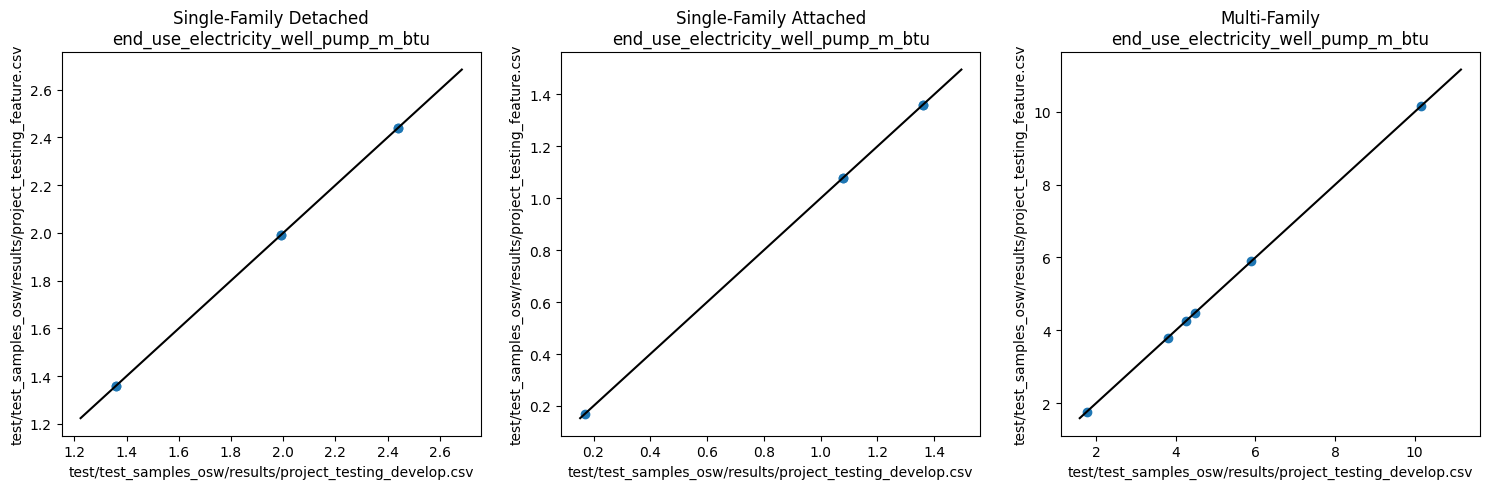 Single-Family Detached
end_use_electricity_well_pump_m_btu
test/test_samples_osw/results/project_testing_feature.csv
2.6
2.4
2.2
2.0
1.8
1.6
1.4
1.2
1.2 1.4 1.6 1.8 2.0 2.2 2.4 2.6
test/test_samples_osw/results/project_testing_develop.csv
Single-Family Attached
end_use_electricity_well_pump_m_btu
test/test_samples_osw/results/project_testing_feature.csv
1.4
1.2
1.0
0.8
0.6
0.4
0.2
0.2 0.4 0.6 0.8 1.0 1.2 1.4
test/test_samples_osw/results/project_testing_develop.csv
Multi-Family
end_use_electricity_well_pump_m_btu
test/test_samples_osw/results/project_testing_feature.csv
10
8
6
4
2
2 4 6 8 10
test/test_samples_osw/results/project_testing_develop.csv